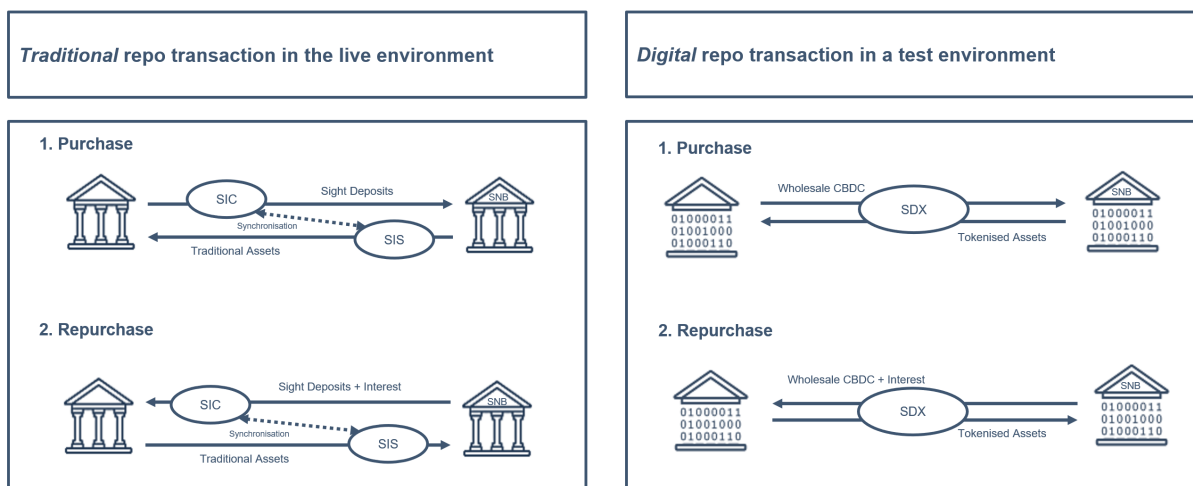 Traditional repo transaction in the live environment
1. Purchase
SIC
Sight Deposits
SNB
Synchronisation
SIS
Traditional Assets
2. Repurchase
Sight Deposits + Interest
SIC
SNB
Synchronisation
SIS
Traditional Assets
Digital repo transaction in a test environment
1. Purchase
Wholesale CBDC
SNB
SDX
01000011
01001000
01000110
01000011
01001000
01000110
Tokenised Assets
2. Repurchase
Wholesale CBDC + Interest
SNB
SDX
01000011
01001000
01000110
01000011
01001000
01000110
Tokenised Assets